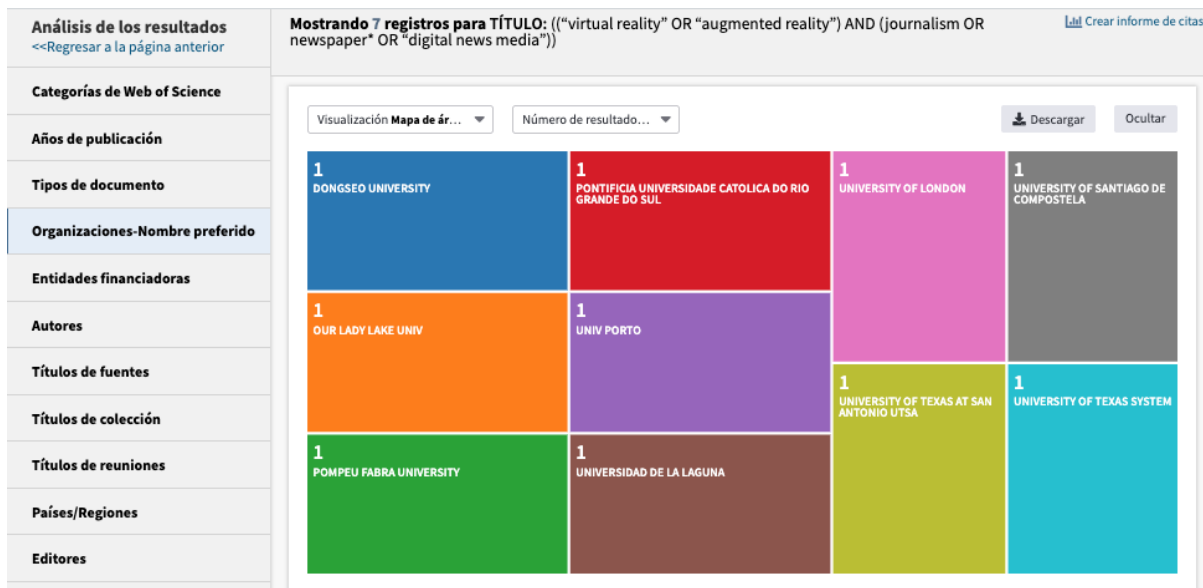 Análisis de los resultados
<<Regresar a la página anterior
Categorías de Web of Science
Años de publicación
Tipos de documento
Organizaciones-Nombre preferido
Entidades financiadoras
Autores
Títulos de fuentes
Títulos de colección
Títulos de reuniones
Países/Regiones
Editores
Mostrando 7 registros para TÍTULO: ((“virtual reality” OR “augmented reality”) AND (journalism OR
newspaper* OR “digital news media”))
Crear informe de citas
Visualización Mapa de ár...
Número de resultado...
Descargar
Ocultar
1
DONGSEO UNIVERSITY
1
PONTIFICIA UNIVERSIDADE CATOLICA DO RIO
GRANDE DO SUL
1
UNIVERSITY OF LONDON
1
UNIVERSITY OF SANTIAGO DE
COMPOSTELA
1
OUR LADY LAKE UNIV
1
UNIV PORTO
1
UNIVERSITY OF TEXAS AT SAN
ANTONIO UTSA
1
UNIVERSITY OF TEXAS SYSTEM
1
POMPEU FABRA UNIVERSITY
1
UNIVERSIDAD DE LA LAGUNA